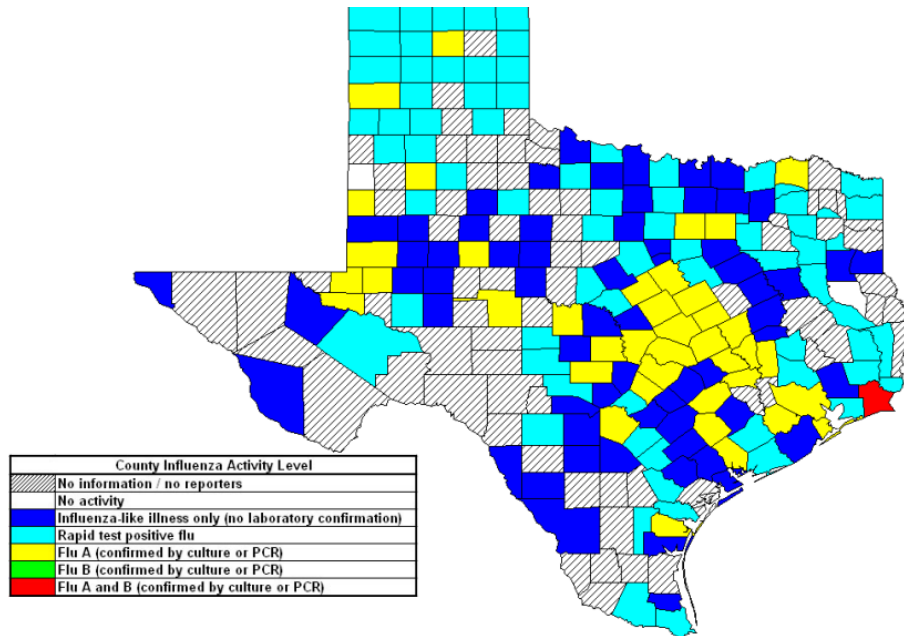 County Influenza Activity Level
No information / no reporters
No activity
Influenza-like illness only (no laboratory confirmation)
Rapid test positive flu
Flu A (confirmed by culture or PCR)
Flu B (confirmed by culture or PCR)
Flu A and B (confirmed by culture or PCR)